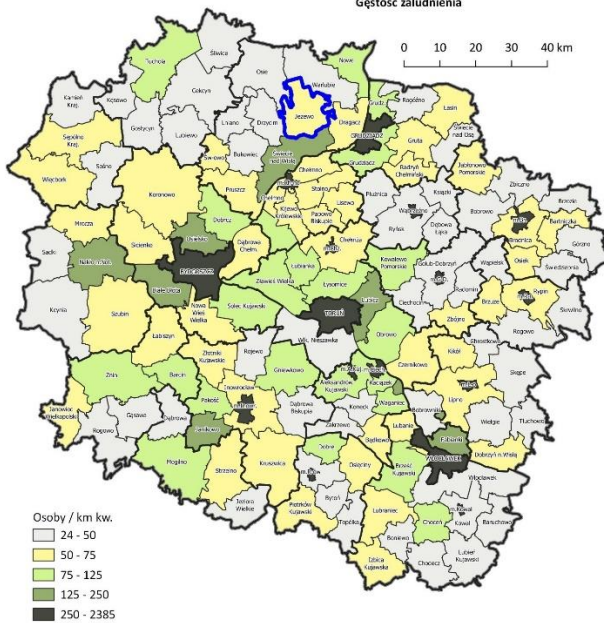 Gęstość zaludnienia
0 10 20 30 40 km
Śliwice
Tuchola
Osie
Warlubie
Nowe
Cekcyn
Kamień Kraj.
Kęsowo
Gostycyn
Lubiewo
Lniano
Drzycim
Jeżewo
Dragacz
Grudz.
GRUDZIĄDZ
Rogóźno
Łasin
Sępólno Kraj.
Sośno
Bukowiec
Świecie nad Wisłą
Gruta
Świecie nad Osą
Więcbork
Koronowo
Pruszcz
Chełmno
Stolno
Lisewo
Grudziądz
Radzyń Chełmiński
Jabłonowo Pomorskie
Płużnica
Książki
Zbiczno
Brzozie
Kijewo Królewskie
Papowo Biskupie
Bobrowo
Bartniczka
Mrocza
Dobrcz
Osielsko
Dąbrowa Chełm.
Unisław
Chełmża
Ryńsk
Dębowa Łąka
Brodnica
Górzno
Sadki
Nakło n. Not.
Sicienko
BYDGOSZCZ
Łubianka
Kowalewo Pomorskie
Golub-Dobrzyń
Wąpielsk
Osiek
Świedziebnia
Zławieś Wielka
Łysomice
Kcynia
Szubin
Białe Błota
Solec Kujawski
TORUŃ
Lubicz
Ciechocin
Radomin
Brzuze
Rypin
Skrwilno
Nowa Wieś Wielka
Obrowo
Zbójno
Rogowo
Łabiszyn
Złotniki Kujawskie
Rojewo
Wlk. Nieszawka
Czernikowo
Kikół
Chrostkowo
Skępe
Żnin
Barcin
Pakość
Inowrocław
Gniewkowo
Aleksandrów Kujawski
Raciążek
Waganiec
Lipno
Janowiec Wielkopolski
Rogowo
Gąsawa
Dąbrowa
Janikowo
Dąbrowa Biskupia
Koneck
Zakrzewo
Bobrowniki
Fabianki
Wielgie
Tłuchowo
Mogilno
Strzelno
Kruszwica
Dobre
Bądkowo
Lubanie
WŁOCŁAWEK
Dobrzyń n. Wisłą
Jeziora Wielkie
Osięciny
Brześć Kujawski
Włocławek
Piotrków Kujawski
Bytoń
Topólka
Lubraniec
Choceń
Kowal
Baruchowo
Izbica Kujawska
Boniewo
Chodecz
Lubień Kujawski
Osoby / km kw.
24 - 50
50 - 75
75 - 125
125 - 250
250 - 2385